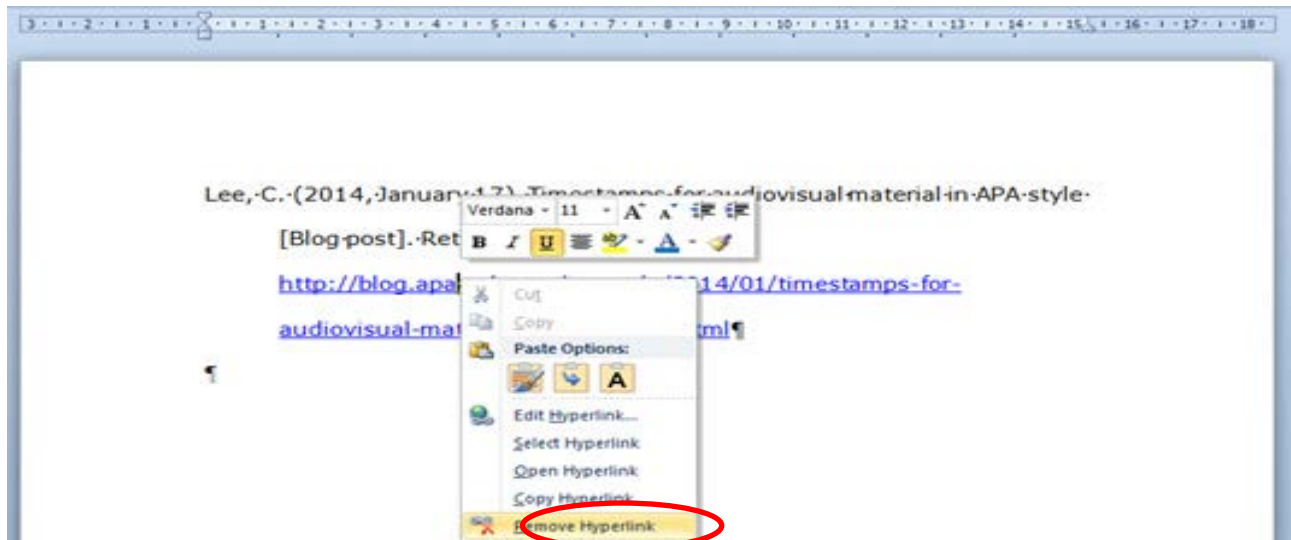 3 · 2 · 1 · 1 · 2 · 3 · 4 · 5 · 6 · 7 · 8 · 9 · 10 · 11 · 12 · 13 · 14 · 15 · 16 · 17 · 18
Lee,·C.·(2014,·January·17).·Timestamps·for·audiovisual·material·in·APA·style·
Verdana 11 A A
[Blog·post].·Ret
B I U ab A
http://blog.apa 14/01/timestamps-for-
Cut
audiovisual-mat ml¶
Copy
Paste Options:
¶
A
Edit Hyperlink...
Select Hyperlink
Open Hyperlink
Copy Hyperlink
Remove Hyperlink